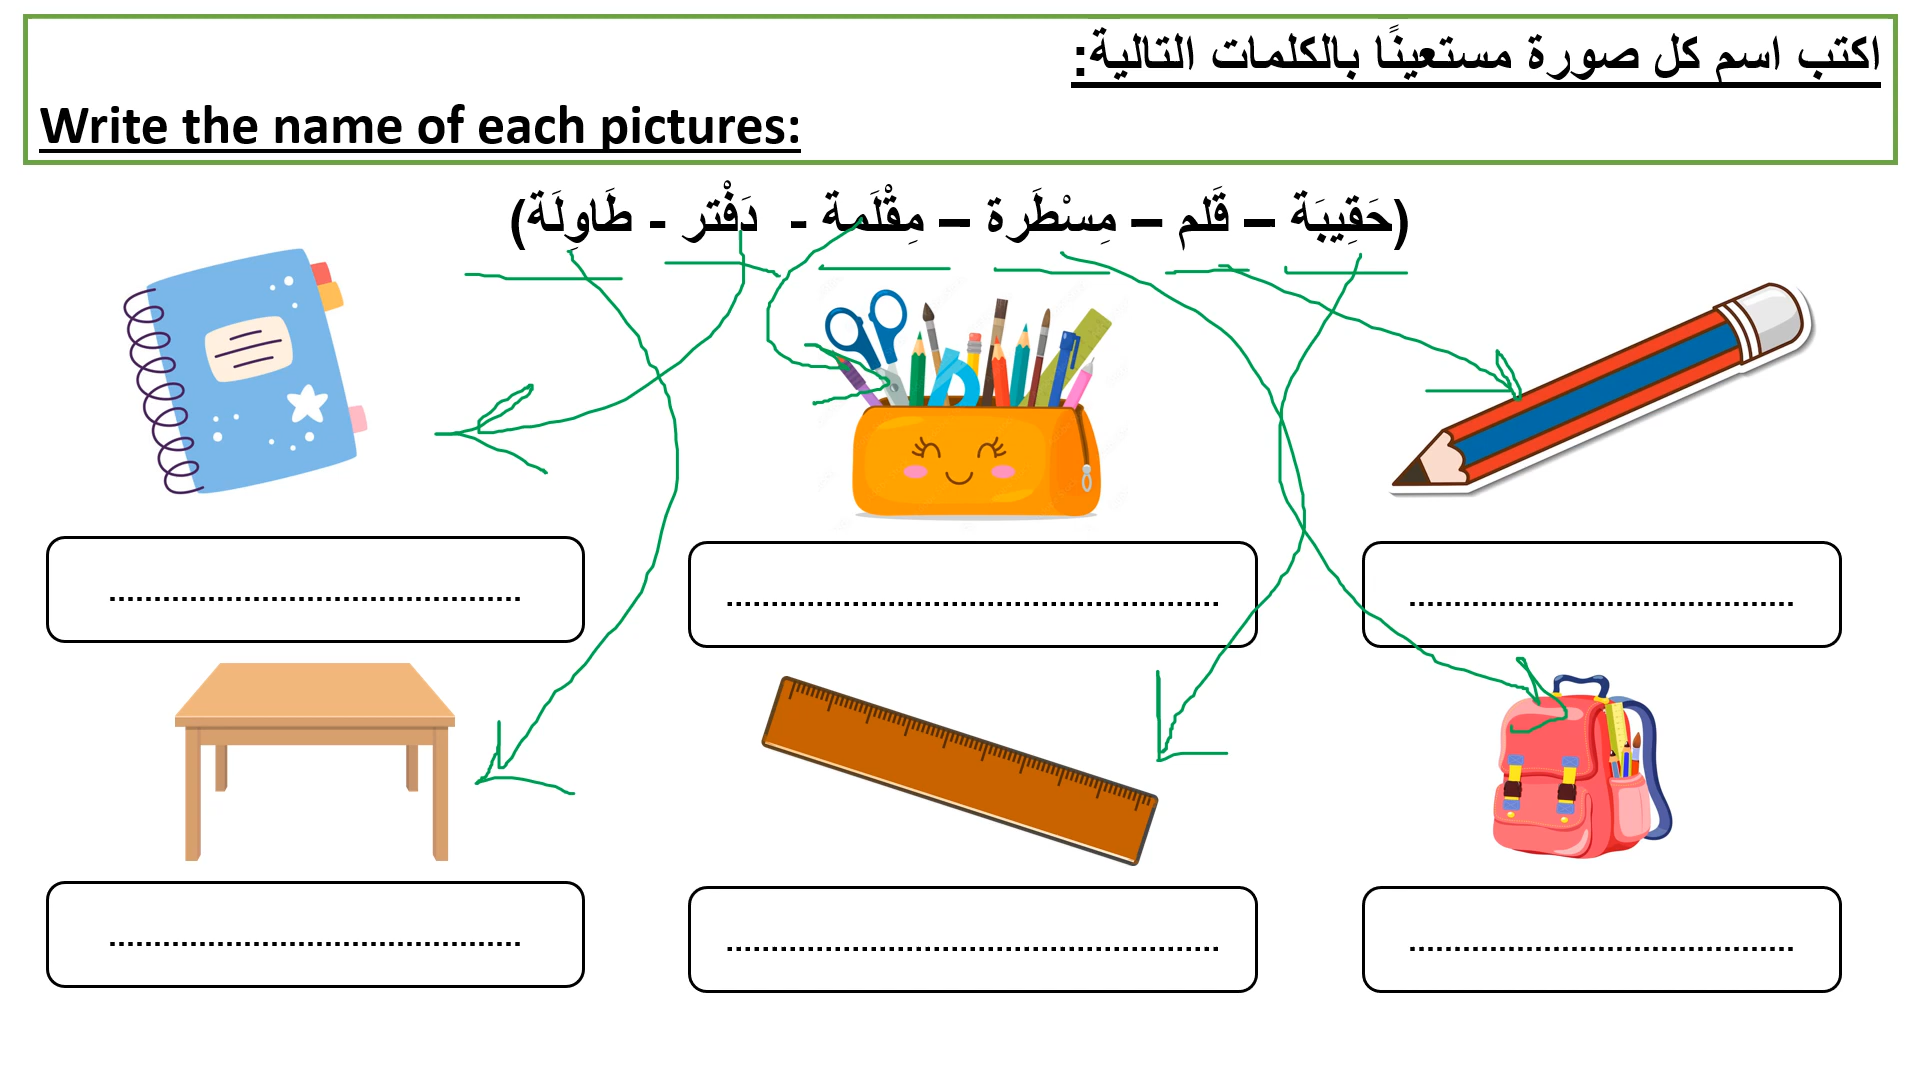 اكتب اسم كل صورة مستعينًا بالكلمات التالية:
Write the name of each pictures:
(حَقِيبَة – قَلم – مِسْطَرة – مِقْلَمة - دَفْتر - طَاوِلَة)
..............................................
.......................................................
...........................................
..............................................
.......................................................
...........................................